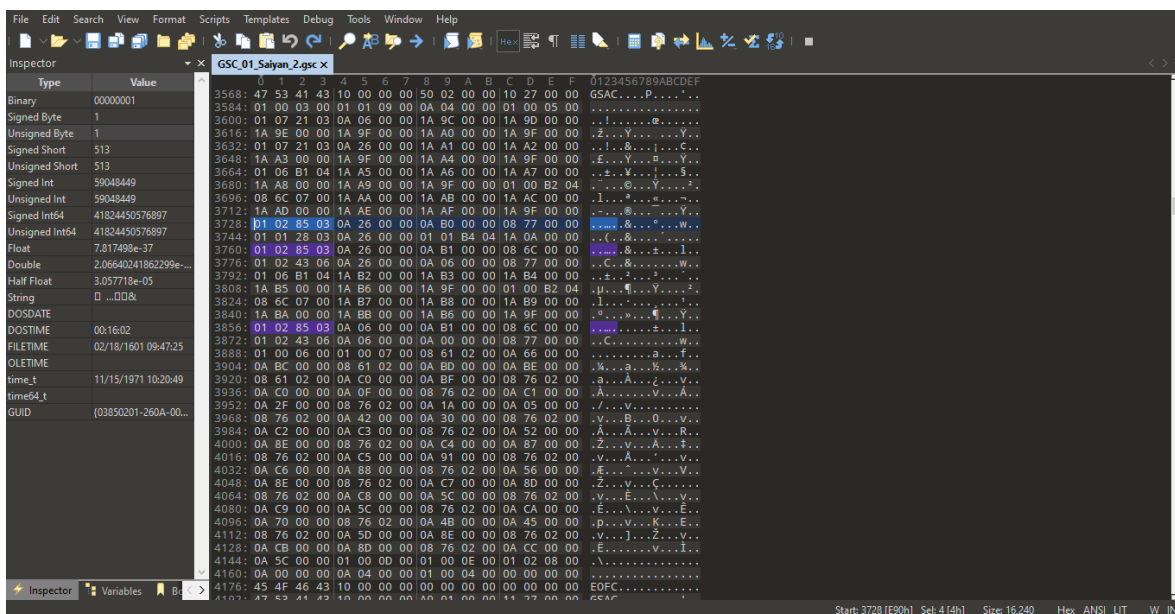 File Edit Search View Format Scripts Templates Debug Tools Window Help
Inspector
GSC_01_Saiyan_2.gsc
Type Value
Binary 00000001
Signed Byte 1
Unsigned Byte 1
Signed Short 513
Unsigned Short 513
Signed Int 59048449
Unsigned Int 59048449
Signed Int64 41824450576897
Unsigned Int64 41824450576897
Float 7.817498e-37
Double 2.06640241862299e-...
Half Float 3.057718e-05
String
DOSDATE
DOSTIME 00:16:02
FILETIME 02/18/1601 09:47:25
OLETIME
time_t 11/15/1971 10:20:49
time64_t
GUID {03850201-260A-00...
0 1 2 3 4 5 6 7 8 9 A B C D E F 0123456789ABCDEF
3568: 47 53 41 43 10 00 00 00 50 02 00 00 10 27 00 00 GSAC....P....'..
3584: 01 00 03 00 01 01 09 00 0A 04 00 00 01 00 05 00 ................
3600: 01 07 21 03 0A 06 00 00 1A 9C 00 00 1A 9D 00 00 ..!......œ......
3616: 1A 9E 00 00 1A 9F 00 00 1A A0 00 00 1A 9F 00 00 .ž...Ÿ... ...Ÿ..
3632: 01 07 21 03 0A 26 00 00 1A A1 00 00 1A A2 00 00 ..!..&...¡...¢..
3648: 1A A3 00 00 1A 9F 00 00 1A A4 00 00 1A 9F 00 00 .£...Ÿ...¤...Ÿ..
3664: 01 06 B1 04 1A A5 00 00 1A A6 00 00 1A A7 00 00 ..±..¥...¦...§..
3680: 1A A8 00 00 1A A9 00 00 1A 9F 00 00 01 00 B2 04 .¨...©...Ÿ....².
3696: 08 6C 07 00 1A AA 00 00 1A AB 00 00 1A AC 00 00 .l...ª...«...¬..
3712: 1A AD 00 00 1A AE 00 00 1A AF 00 00 1A 9F 00 00 .­...®...¯...Ÿ..
3728: 01 02 85 03 0A 26 00 00 0A B0 00 00 08 77 00 00 ..…..&...°...w..
3744: 01 01 28 03 0A 26 00 00 01 01 B4 04 1A 0A 00 00 ..(..&....´.....
3760: 01 02 85 03 0A 26 00 00 0A B1 00 00 08 6C 00 00 ..…..&...±...l..
3776: 01 02 43 06 0A 26 00 00 0A 06 00 00 08 77 00 00 ..C..&.......w..
3792: 01 06 B1 04 1A B2 00 00 1A B3 00 00 1A B4 00 00 ..±..²...³...´..
3808: 1A B5 00 00 1A B6 00 00 1A 9F 00 00 01 00 B2 04 .µ...¶...Ÿ....².
3824: 08 6C 07 00 1A B7 00 00 1A B8 00 00 1A B9 00 00 .l...·...¸...¹..
3840: 1A BA 00 00 1A BB 00 00 1A B6 00 00 1A 9F 00 00 .º...»...¶...Ÿ..
3856: 01 02 85 03 0A 06 00 00 0A B1 00 00 08 6C 00 00 ..…......±...l..
3872: 01 02 43 06 0A 06 00 00 0A 00 00 00 08 77 00 00 ..C..........w..
3888: 01 00 06 00 01 00 07 00 08 61 02 00 0A 66 00 00 .........a...f..
3904: 0A BC 00 00 08 61 02 00 0A BD 00 00 0A BE 00 00 .¼...a...½...¾..
3920: 08 61 02 00 0A C0 00 00 0A BF 00 00 08 76 02 00 .a...À...¿...v..
3936: 0A C0 00 00 0A 0F 00 00 08 76 02 00 0A C1 00 00 .À.......v...Á..
3952: 0A 2F 00 00 08 76 02 00 0A 1A 00 00 0A 05 00 00 ./...v..........
3968: 08 76 02 00 0A 42 00 00 0A 30 00 00 08 76 02 00 .v...B...0...v..
3984: 0A C2 00 00 0A C3 00 00 08 76 02 00 0A 52 00 00 .Â...Ã...v...R..
4000: 0A 8E 00 00 08 76 02 00 0A C4 00 00 0A 87 00 00 .Ž...v...Ä...‡..
4016: 08 76 02 00 0A C5 00 00 0A 91 00 00 08 76 02 00 .v...Å...‘...v..
4032: 0A C6 00 00 0A 88 00 00 08 76 02 00 0A 56 00 00 .Æ...ˆ...v...V..
4048: 0A 8E 00 00 08 76 02 00 0A C7 00 00 0A 8D 00 00 .Ž...v...Ç......
4064: 08 76 02 00 0A C8 00 00 0A 5C 00 00 08 76 02 00 .v...È...\...v..
4080: 0A C9 00 00 0A 5C 00 00 08 76 02 00 0A CA 00 00 .É...\...v...Ê..
4096: 0A 70 00 00 08 76 02 00 0A 4B 00 00 0A 45 00 00 .p...v...K...E..
4112: 08 76 02 00 0A 5D 00 00 0A 8E 00 00 08 76 02 00 .v...]...Ž...v..
4128: 0A CB 00 00 0A 8D 00 00 08 76 02 00 0A CC 00 00 .Ë.......v...Ì..
4144: 0A 5C 00 00 01 00 0D 00 01 00 0E 00 01 02 08 00 .\..............
4160: 0A 00 00 00 0A 04 00 00 01 00 04 00 00 00 00 00 ................
4176: 45 4F 46 43 10 00 00 00 00 00 00 00 00 00 00 00 EOFC............
Inspector Variables
Start: 3728 [E90h] Sel: 4 [4h] Size: 16,240 Hex ANSI LIT W